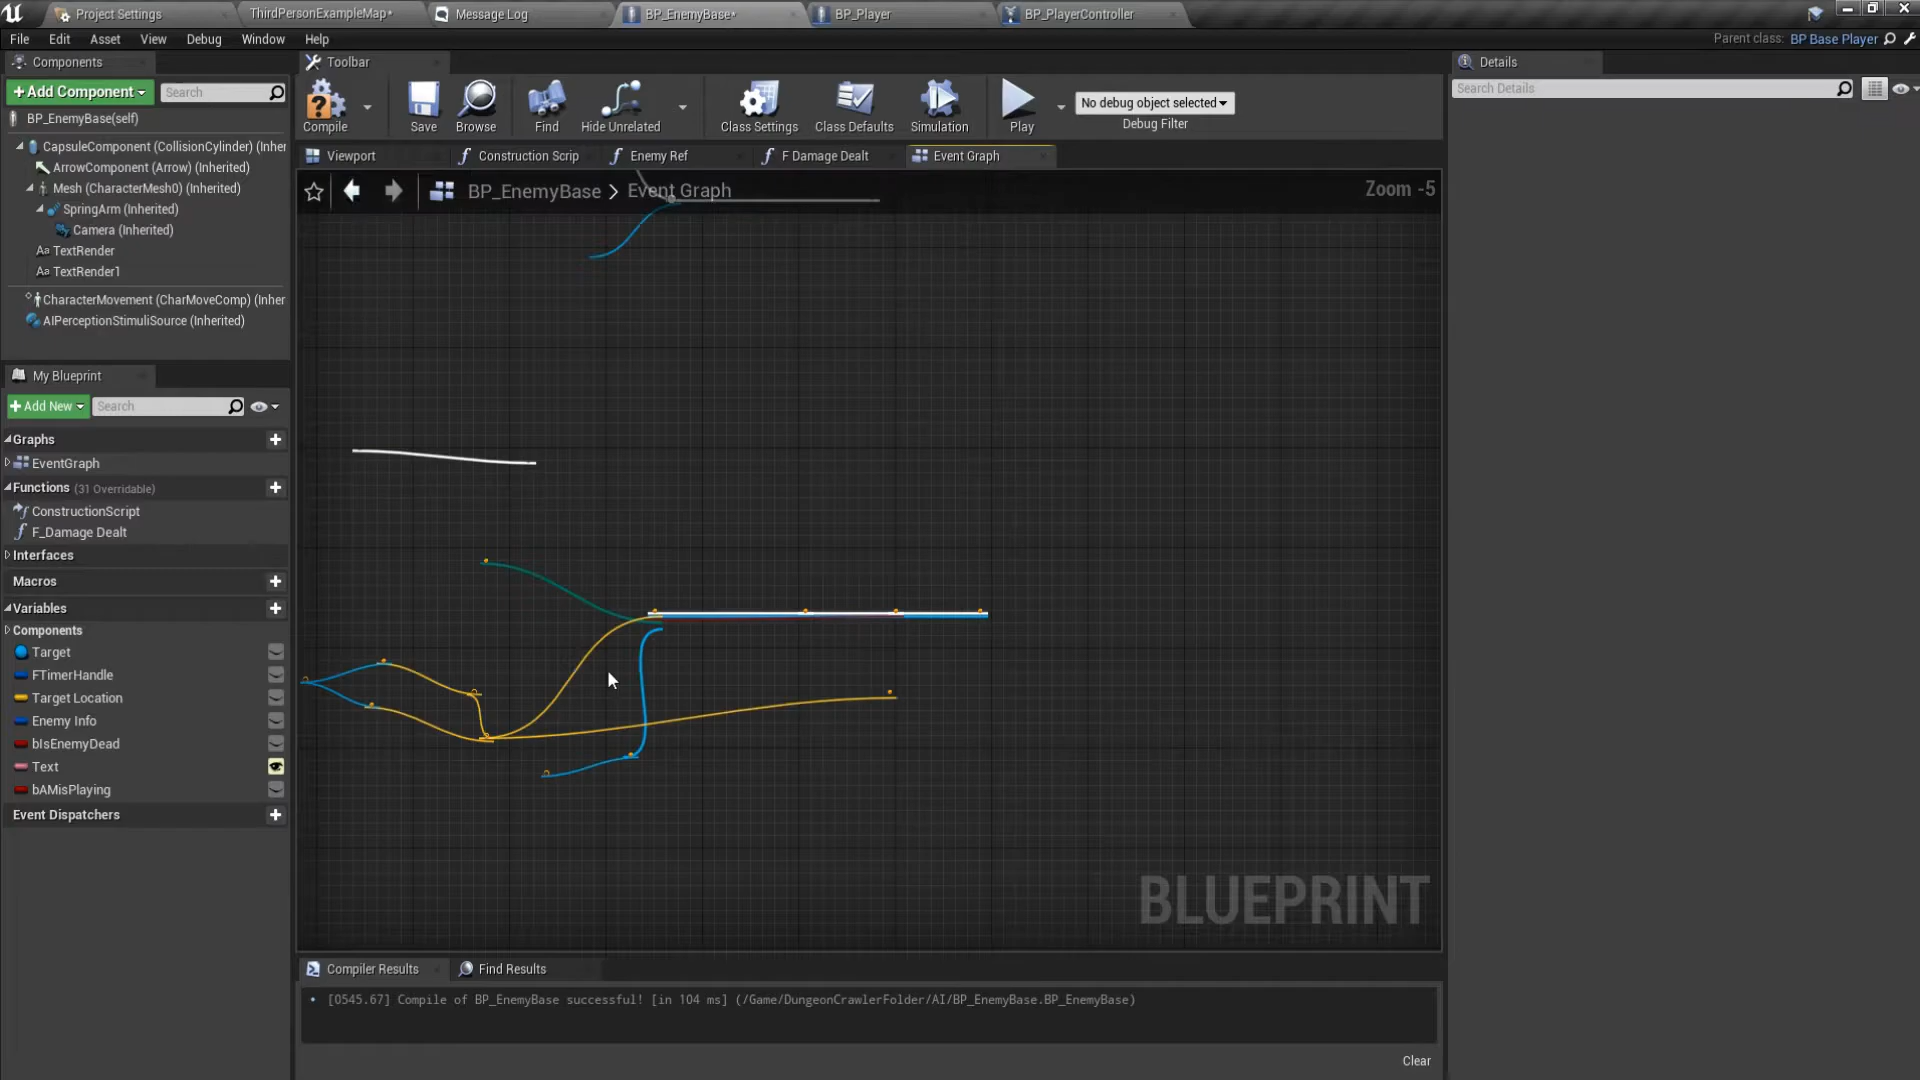 Project Settings
ThirdPersonExampleMap*
Message Log
BP_EnemyBase*
BP_Player
BP_PlayerController
File
Edit
Asset
View
Debug
Window
Help
Parent class: BP Base Player
Components
Toolbar
Details
+Add Component
Search
Search Details
BP_EnemyBase(self)
CapsuleComponent (CollisionCylinder) (Inher
ArrowComponent (Arrow) (Inherited)
Mesh (CharacterMesh0) (Inherited)
SpringArm (Inherited)
Camera (Inherited)
Aa TextRender
Aa TextRender1
CharacterMovement (CharMoveComp) (Inher
AIPerceptionStimuliSource (Inherited)
Compile
Save
Browse
Find
Hide Unrelated
Class Settings
Class Defaults
Simulation
Play
No debug object selected
Debug Filter
Viewport
Construction Scrip
Enemy Ref
F Damage Dealt
Event Graph
BP_EnemyBase > Event Graph
Zoom -5
My Blueprint
+Add New
Search
Graphs
EventGraph
Functions (31 Overridable)
ConstructionScript
F_Damage Dealt
Interfaces
Macros
Variables
Components
Target
FTimerHandle
Target Location
Enemy Info
bIsEnemyDead
Text
bAMisPlaying
Event Dispatchers
BLUEPRINT
Compiler Results
Find Results
• [0545.67] Compile of BP_EnemyBase successful! [in 104 ms] (/Game/DungeonCrawlerFolder/AI/BP_EnemyBase.BP_EnemyBase)
Clear